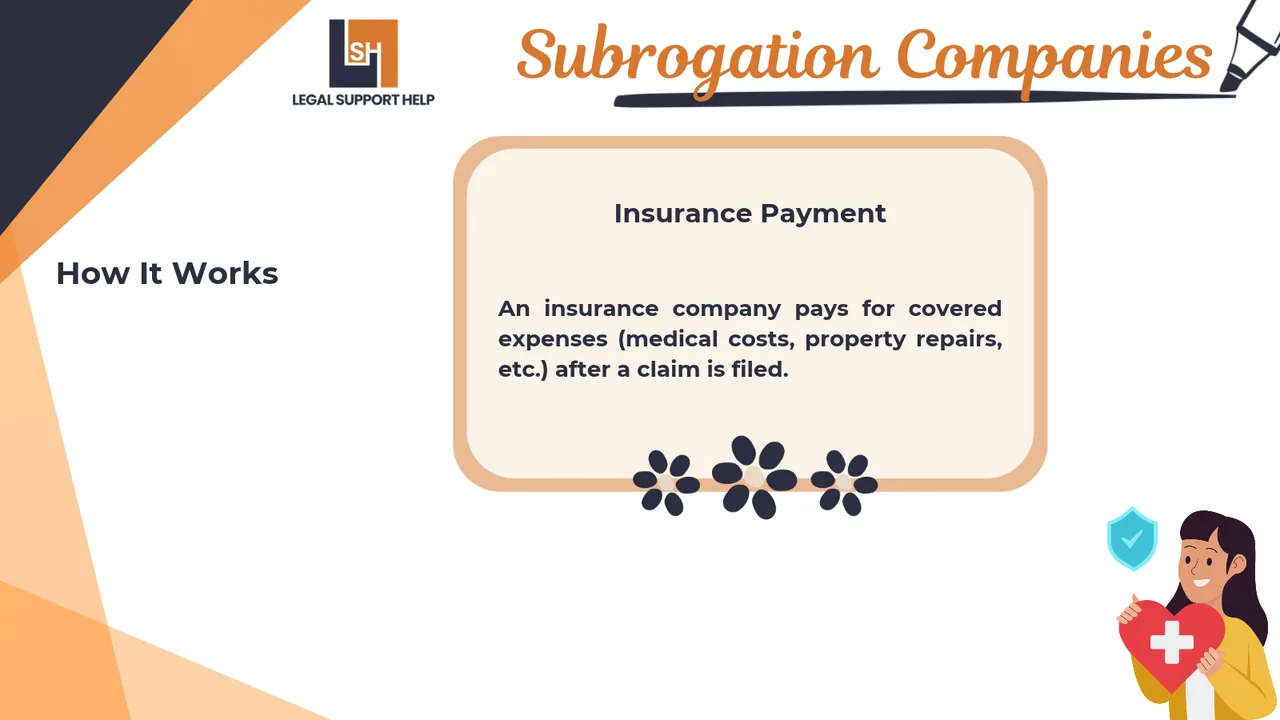 SH
LEGAL SUPPORT HELP
Subrogation Companies
Insurance Payment
How It Works
An insurance company pays for covered
expenses (medical costs, property repairs,
etc.) after a claim is filed.